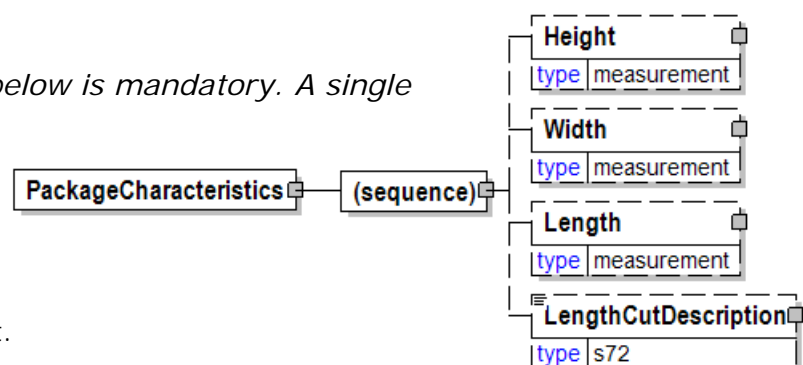 Height
type measurement
below is mandatory. A single
Width
type measurement
PackageCharacteristics
(sequence)
Length
type measurement
LengthCutDescription
type s72